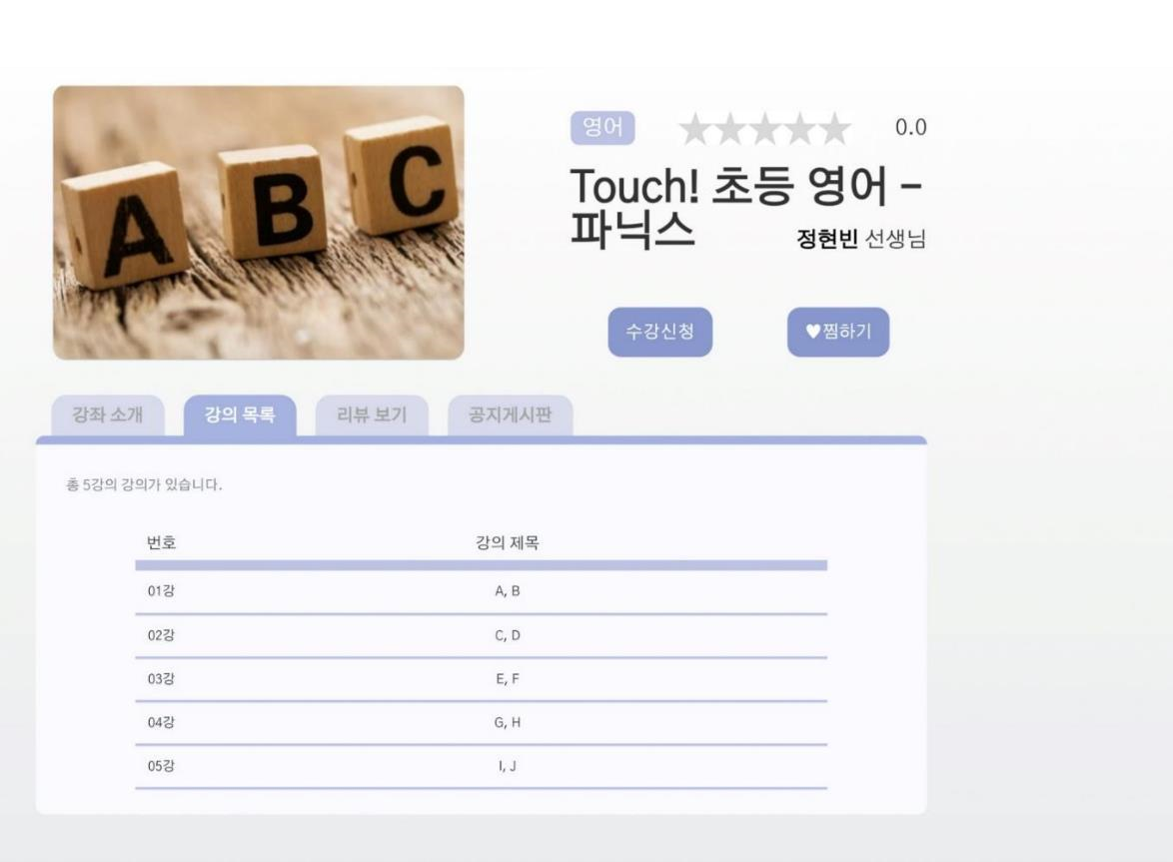 A B C
영어 0.0
Touch! 초등 영어 –
파닉스
정현빈 선생님
수강신청 ♥찜하기
강좌 소개 강의 목록 리뷰 보기 공지게시판
총 5강의 강의가 있습니다.
번호 강의 제목
01강 A, B
02강 C, D
03강 E, F
04강 G, H
05강 I, J